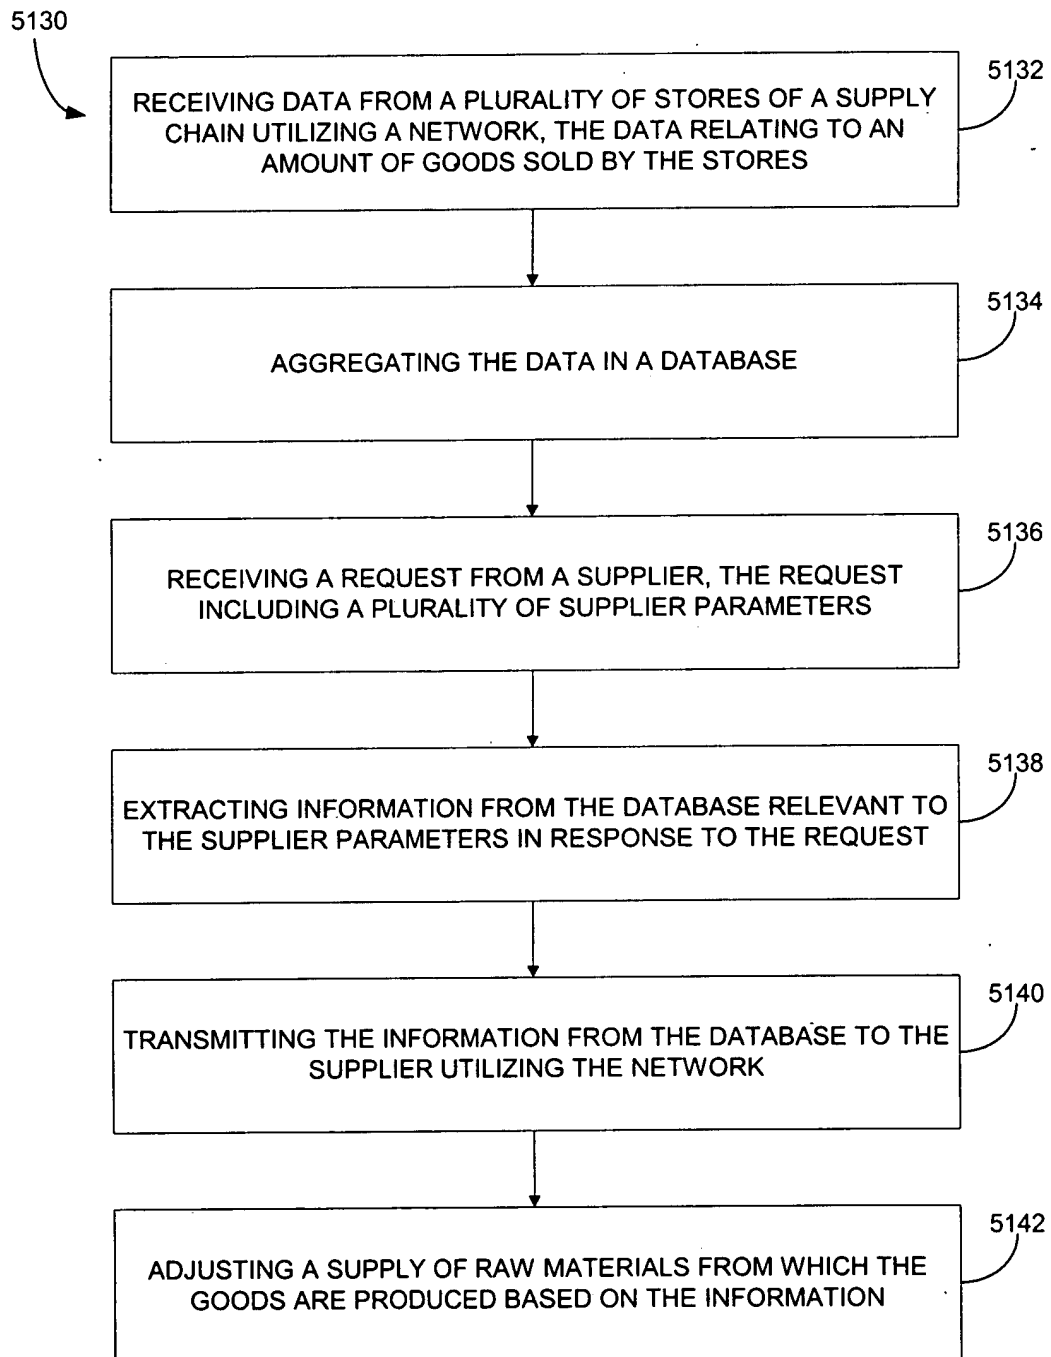 5130
RECEIVING DATA FROM A PLURALITY OF STORES OF A SUPPLY
CHAIN UTILIZING A NETWORK, THE DATA RELATING TO AN
AMOUNT OF GOODS SOLD BY THE STORES
5132
AGGREGATING THE DATA IN A DATABASE
5134
RECEIVING A REQUEST FROM A SUPPLIER, THE REQUEST
INCLUDING A PLURALITY OF SUPPLIER PARAMETERS
5136
EXTRACTING INFORMATION FROM THE DATABASE RELEVANT TO
THE SUPPLIER PARAMETERS IN RESPONSE TO THE REQUEST
5138
TRANSMITTING THE INFORMATION FROM THE DATABASE TO THE
SUPPLIER UTILIZING THE NETWORK
5140
ADJUSTING A SUPPLY OF RAW MATERIALS FROM WHICH THE
GOODS ARE PRODUCED BASED ON THE INFORMATION
5142